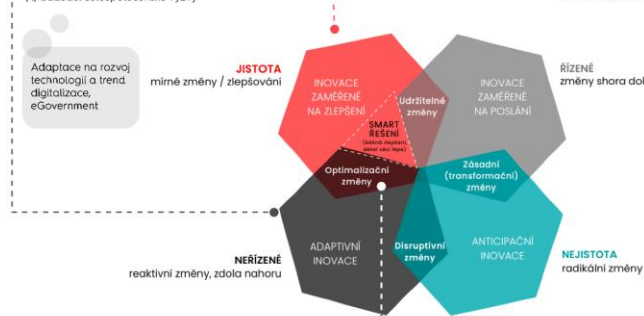 Adaptace na rozvoj
technologií a trend
digitalizace,
eGovernment
JISTOTA
mírné změny / zlepšování
INOVACE
ZAMĚŘENÉ
NA ZLEPŠENÍ
Udržitelné
změny
INOVACE
ZAMĚŘENÉ
NA POSLÁNÍ
ŘÍZENÉ
změny shora dol
SMART
ŘEŠENÍ
Optimalizační
změny
Zásadní
(transformační)
změny
NEŘÍZENÉ
reaktivní změny, zdola nahoru
ADAPTIVNÍ
INOVACE
Disruptivní
změny
ANTICIPAČNÍ
INOVACE
NEJISTOTA
radikální změny